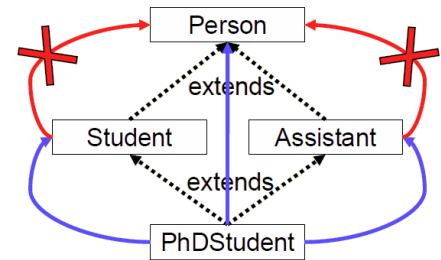 Person
extends
Student
Assistant
extends
PhDStudent